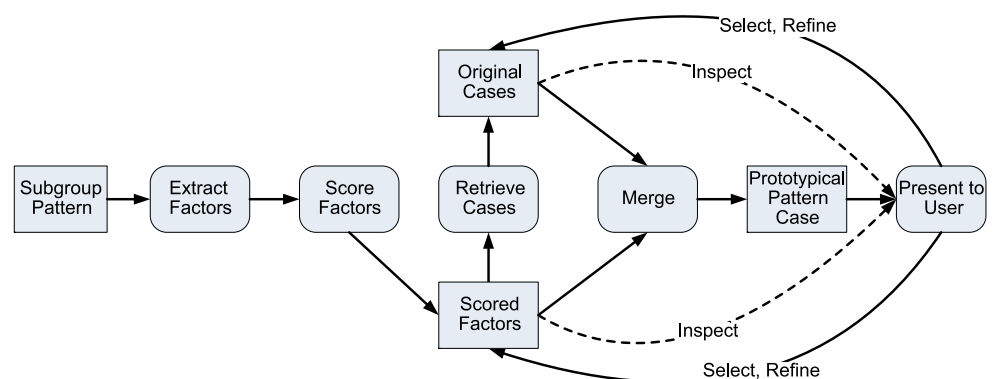 Select, Refine
Original
Cases
Inspect
Subgroup
Pattern
Extract
Factors
Score
Factors
Retrieve
Cases
Merge
Prototypical
Pattern
Case
Present to
User
Scored
Factors
Inspect
Select, Refine